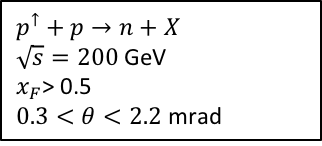 p↑ + p → n + X
√s = 200 GeV
x_F > 0.5
0.3 < θ < 2.2 mrad